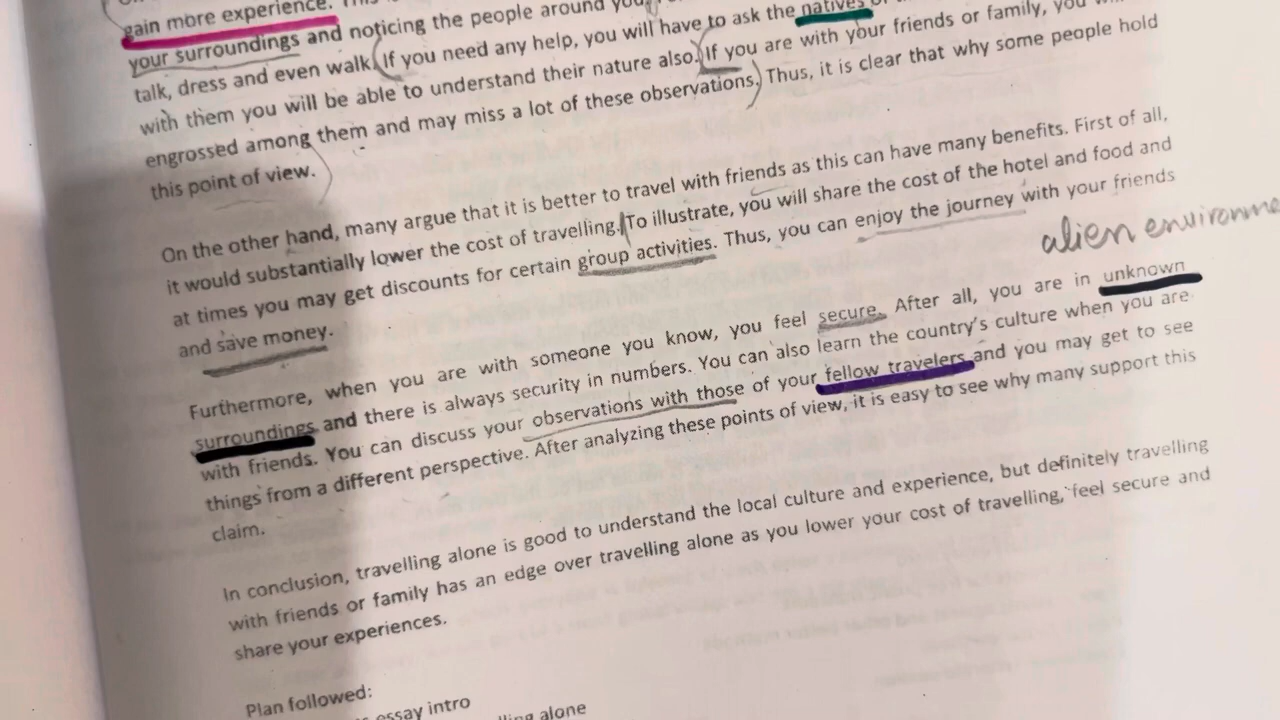 gain more experience.
your surroundings and noticing the people around you
talk, dress and even walk. If you need any help, you will have to ask the natives
with them you will be able to understand their nature also. If you are with your friends or family, you
engrossed among them and may miss a lot of these observations. Thus, it is clear that why some people hold
this point of view.
On the other hand, many argue that it is better to travel with friends as this can have many benefits. First of all,
it would substantially lower the cost of travelling. To illustrate, you will share the cost of the hotel and food and
at times you may get discounts for certain group activities. Thus, you can enjoy the journey with your friends
and save money.
alien
Furthermore, when you are with someone you know, you feel secure. After all, you are in unknown
surroundings and there is always security in numbers. You can also learn the country's culture when you are
with friends. You can discuss your observations with those of your fellow travelers and you may get to see
things from a different perspective. After analyzing these points of view, it is easy to see why many support this
claim.
In conclusion, travelling alone is good to understand the local culture and experience, but definitely travelling
with friends or family has an edge over travelling alone as you lower your cost of travelling, feel secure and
share your experiences.
Plan followed:
essay intro
alone